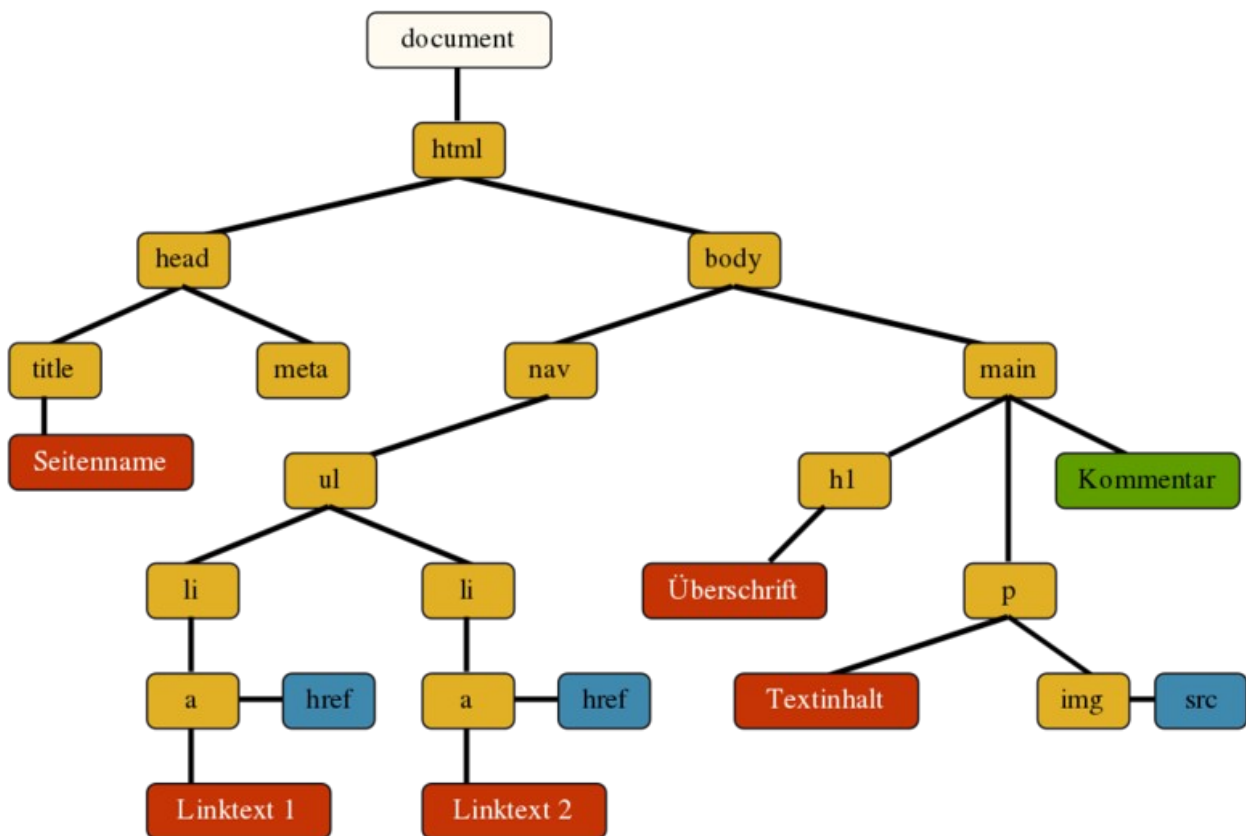 document
html
head
body
title
meta
nav
main
Seitenname
ul
h1
Kommentar
li
li
Überschrift
p
a
href
a
href
Textinhalt
img
src
Linktext 1
Linktext 2